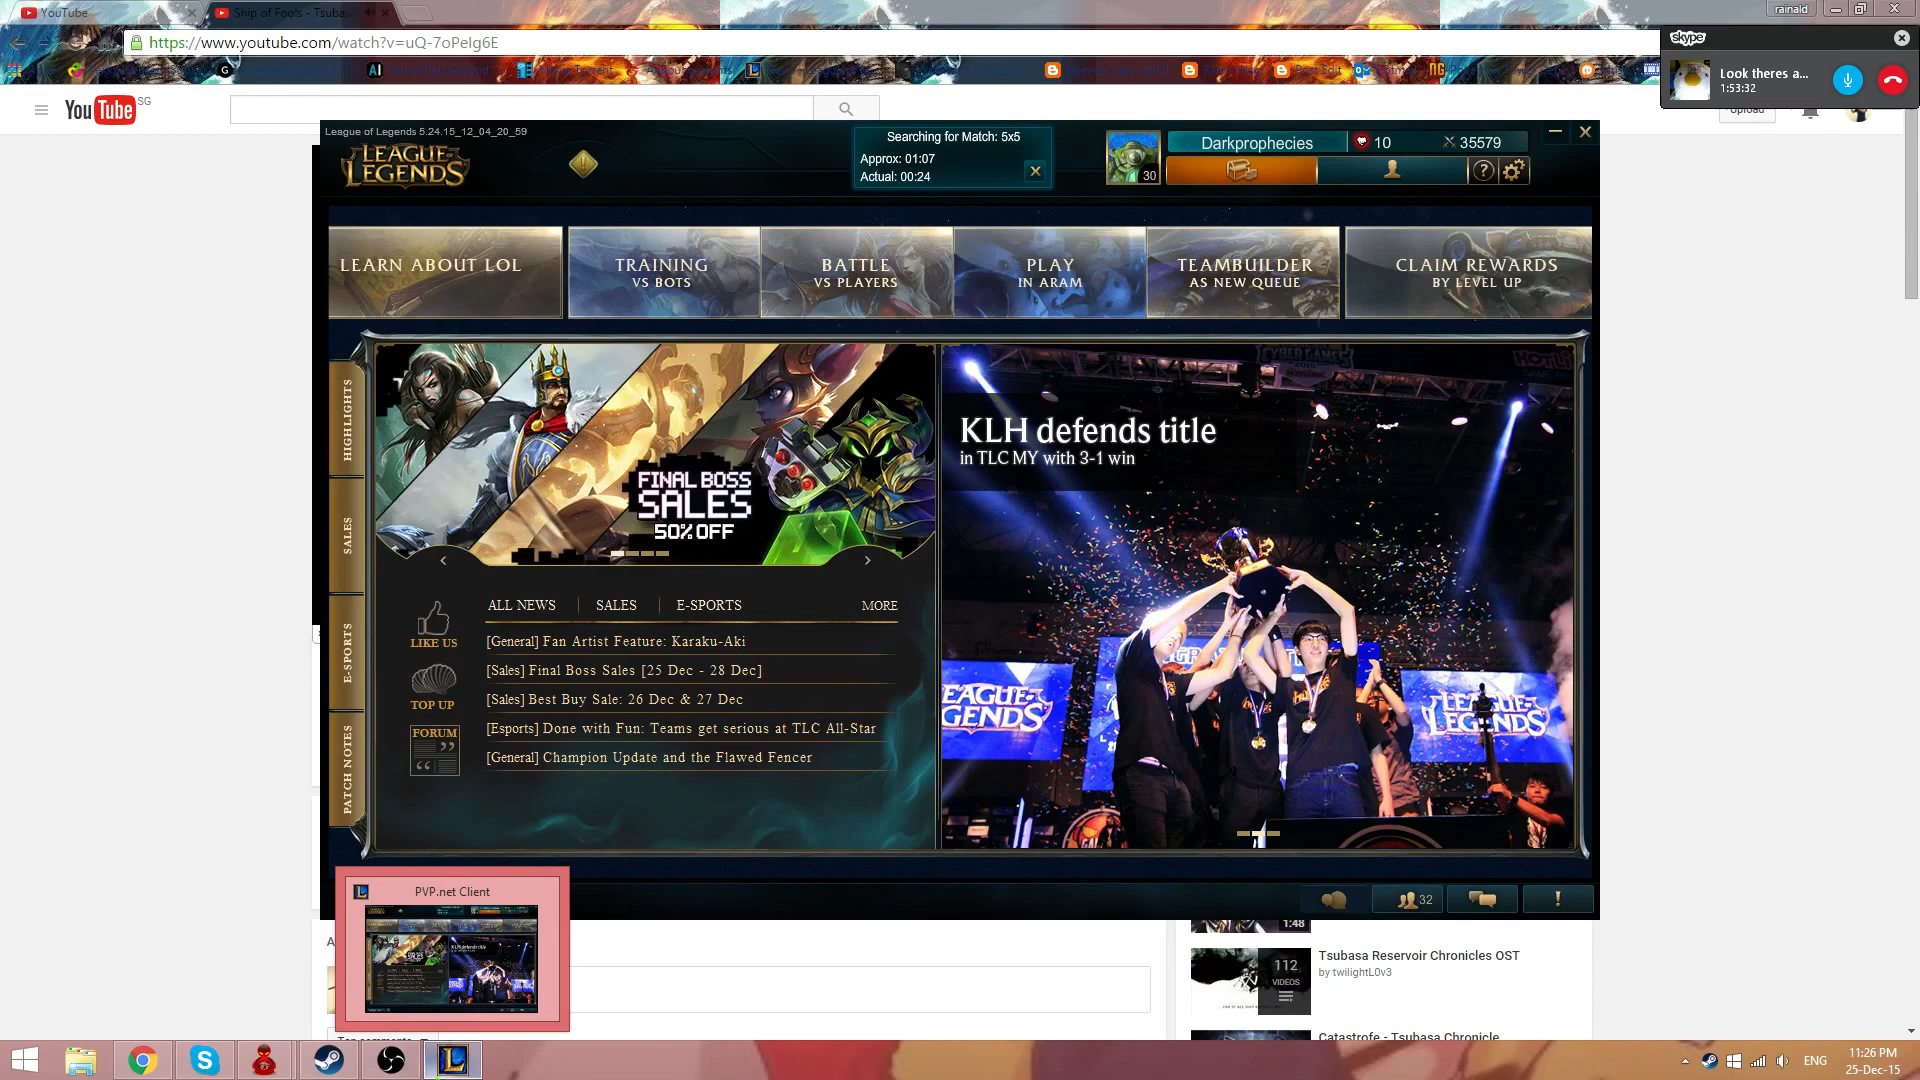 YouTube
Ship of Fools - Tsubas
rainald
https://www.youtube.com/watch?v=uQ-7oPeIg6E
skype
Look theres a...
1:53:32
YouTube SG
Upload
League of Legends 5.24.15_12_04_20_59
LEAGUE OF LEGENDS
Searching for Match: 5x5
Approx: 01:07
Actual: 00:24
30
Darkprophecies
10
35579
LEARN ABOUT LOL
TRAINING
VS BOTS
BATTLE
VS PLAYERS
PLAY
IN ARAM
TEAMBUILDER
AS NEW QUEUE
CLAIM REWARDS
BY LEVEL UP
HIGHLIGHTS
SALES
E-SPORTS
PATCH NOTES
FINAL BOSS
SALES
50% OFF
KLH defends title
in TLC MY with 3-1 win
ALL NEWS
SALES
E-SPORTS
MORE
LIKE US
TOP UP
FORUM
[General] Fan Artist Feature: Karaku-Aki
[Sales] Final Boss Sales [25 Dec - 28 Dec]
[Sales] Best Buy Sale: 26 Dec & 27 Dec
[Esports] Done with Fun: Teams get serious at TLC All-Star
[General] Champion Update and the Flawed Fencer
PVP.net Client
32
1:48
Tsubasa Reservoir Chronicles OST
by twilightL0v3
112
VIDEOS
Catastrofe - Tsubasa Chronicle
Top comments
ENG
11:26 PM
25-Dec-15